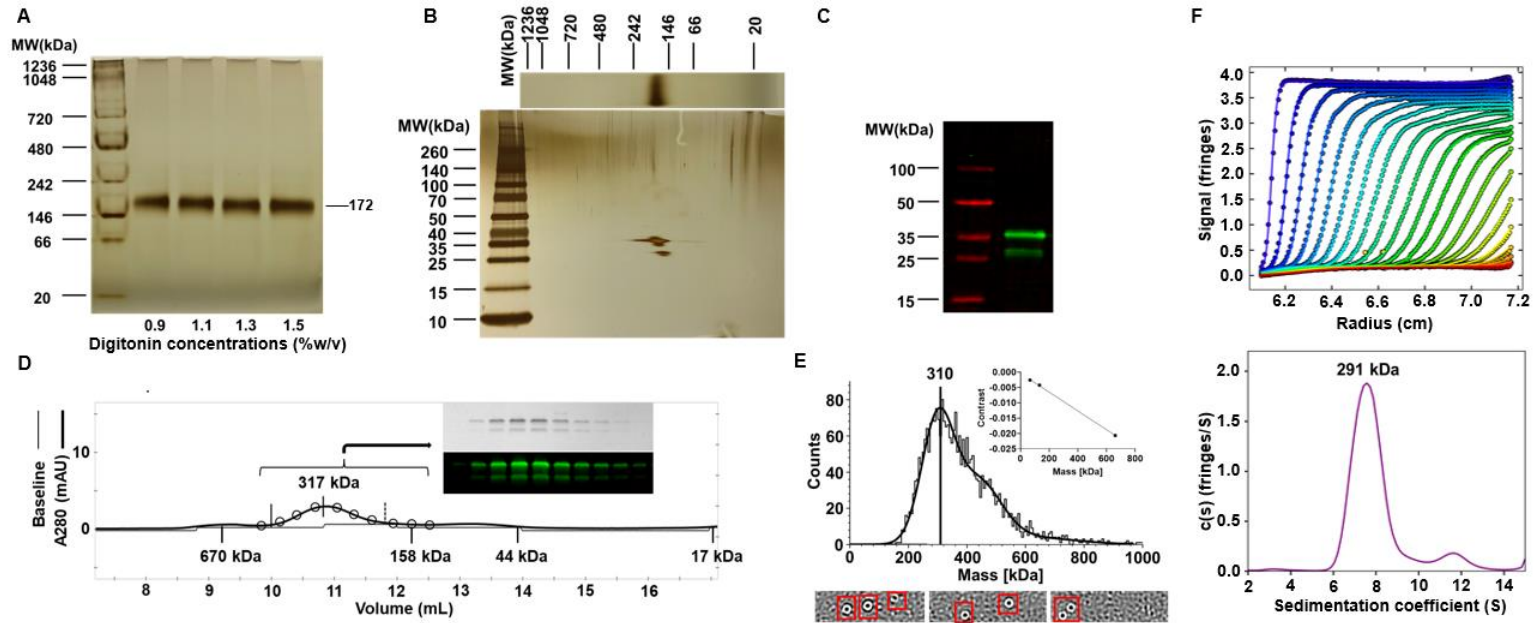 A
MW(kDa)
1236
1048
720
480
242
146
66
20
172
0.9 1.1 1.3 1.5
Digitonin concentrations (%w/v)
B
MW(kDa)
1236
1048
720
480
242
146
66
20
MW(kDa)
260
140
100
70
50
40
35
25
15
10
C
MW(kDa)
100
50
35
25
15
D
Baseline
A280 (mAU)
10
0
317 kDa
670 kDa 158 kDa 44 kDa 17 kDa
8 9 10 11 12 13 14 15 16
Volume (mL)
E
310
Counts
80
60
40
20
0
0 200 400 600 800 1000
Mass [kDa]
Contrast
0.000
-0.005
-0.010
-0.015
-0.020
-0.025
0 200 400 600 800
Mass [kDa]
F
Signal (fringes)
4.0
3.5
3.0
2.5
2.0
1.5
1.0
0.5
0.0
6.2 6.4 6.6 6.8 7.0 7.2
Radius (cm)
291 kDa
c(s) (fringes/S)
2.0
1.5
1.0
0.5
0.0
2 4 6 8 10 12 14
Sedimentation coefficient (S)